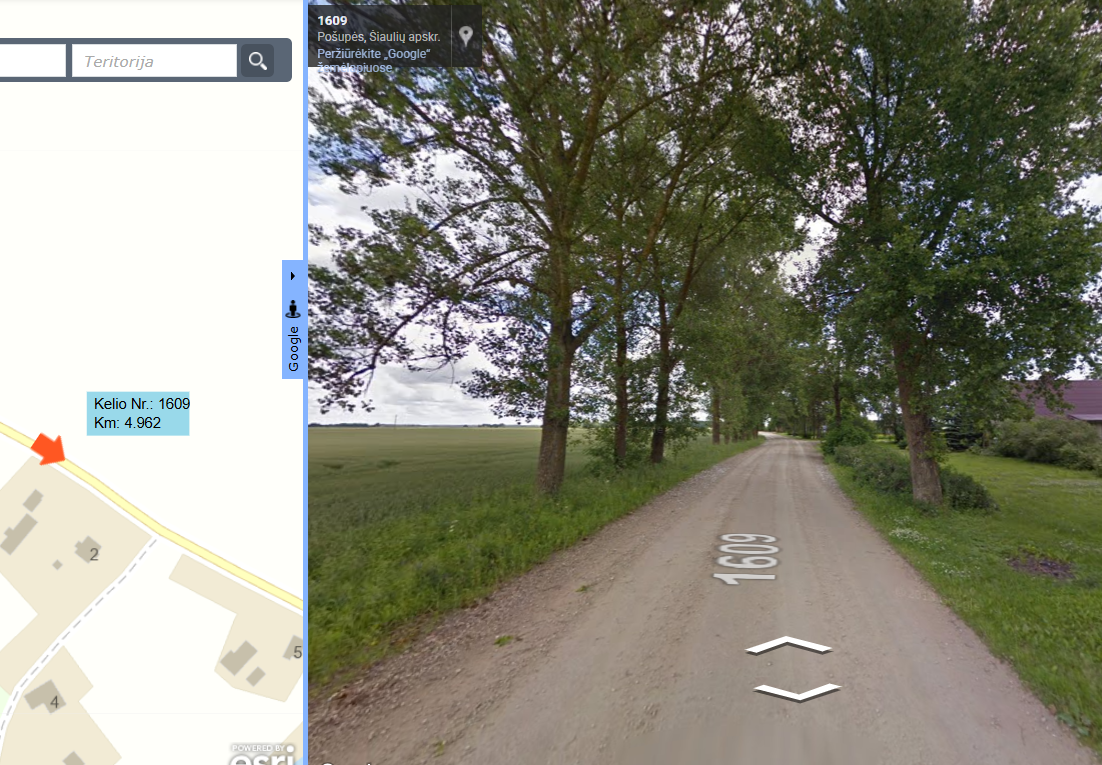 Teritorija
1609
Pošupės, Šiaulių apskr.
Peržiūrėkite „Google“
žemėlapiuose
Google
Kelio Nr.: 1609
Km: 4.962
2
5
4
1609
POWERED BY
esri